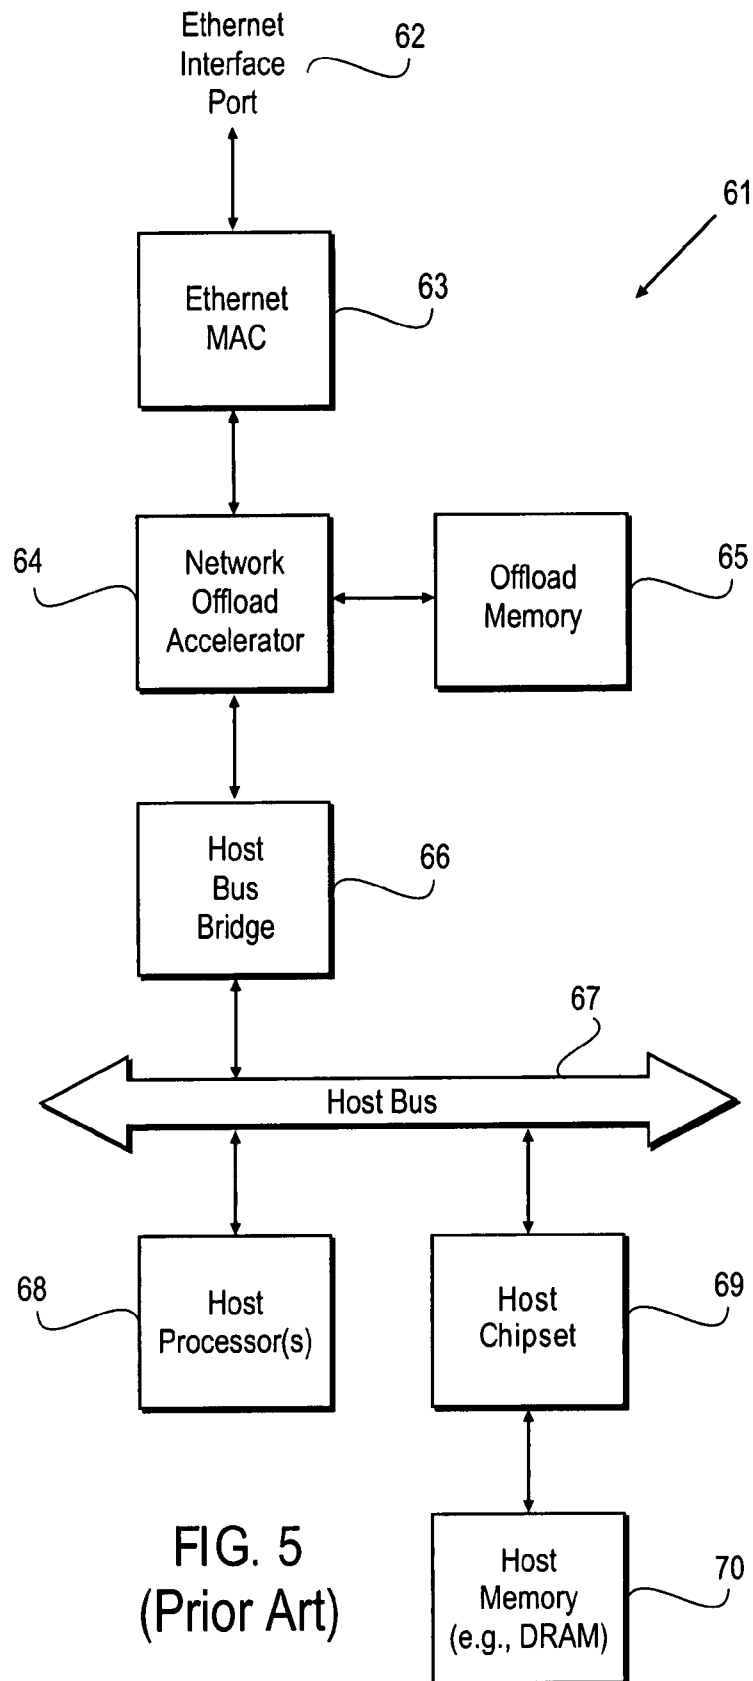 Ethernet
Interface
Port
62
61
Ethernet
MAC
63
64
Network
Offload
Accelerator
Offload
Memory
65
Host
Bus
Bridge
66
67
Host Bus
68
Host
Processor(s)
Host
Chipset
69
FIG. 5
(Prior Art)
Host
Memory
(e.g., DRAM)
70